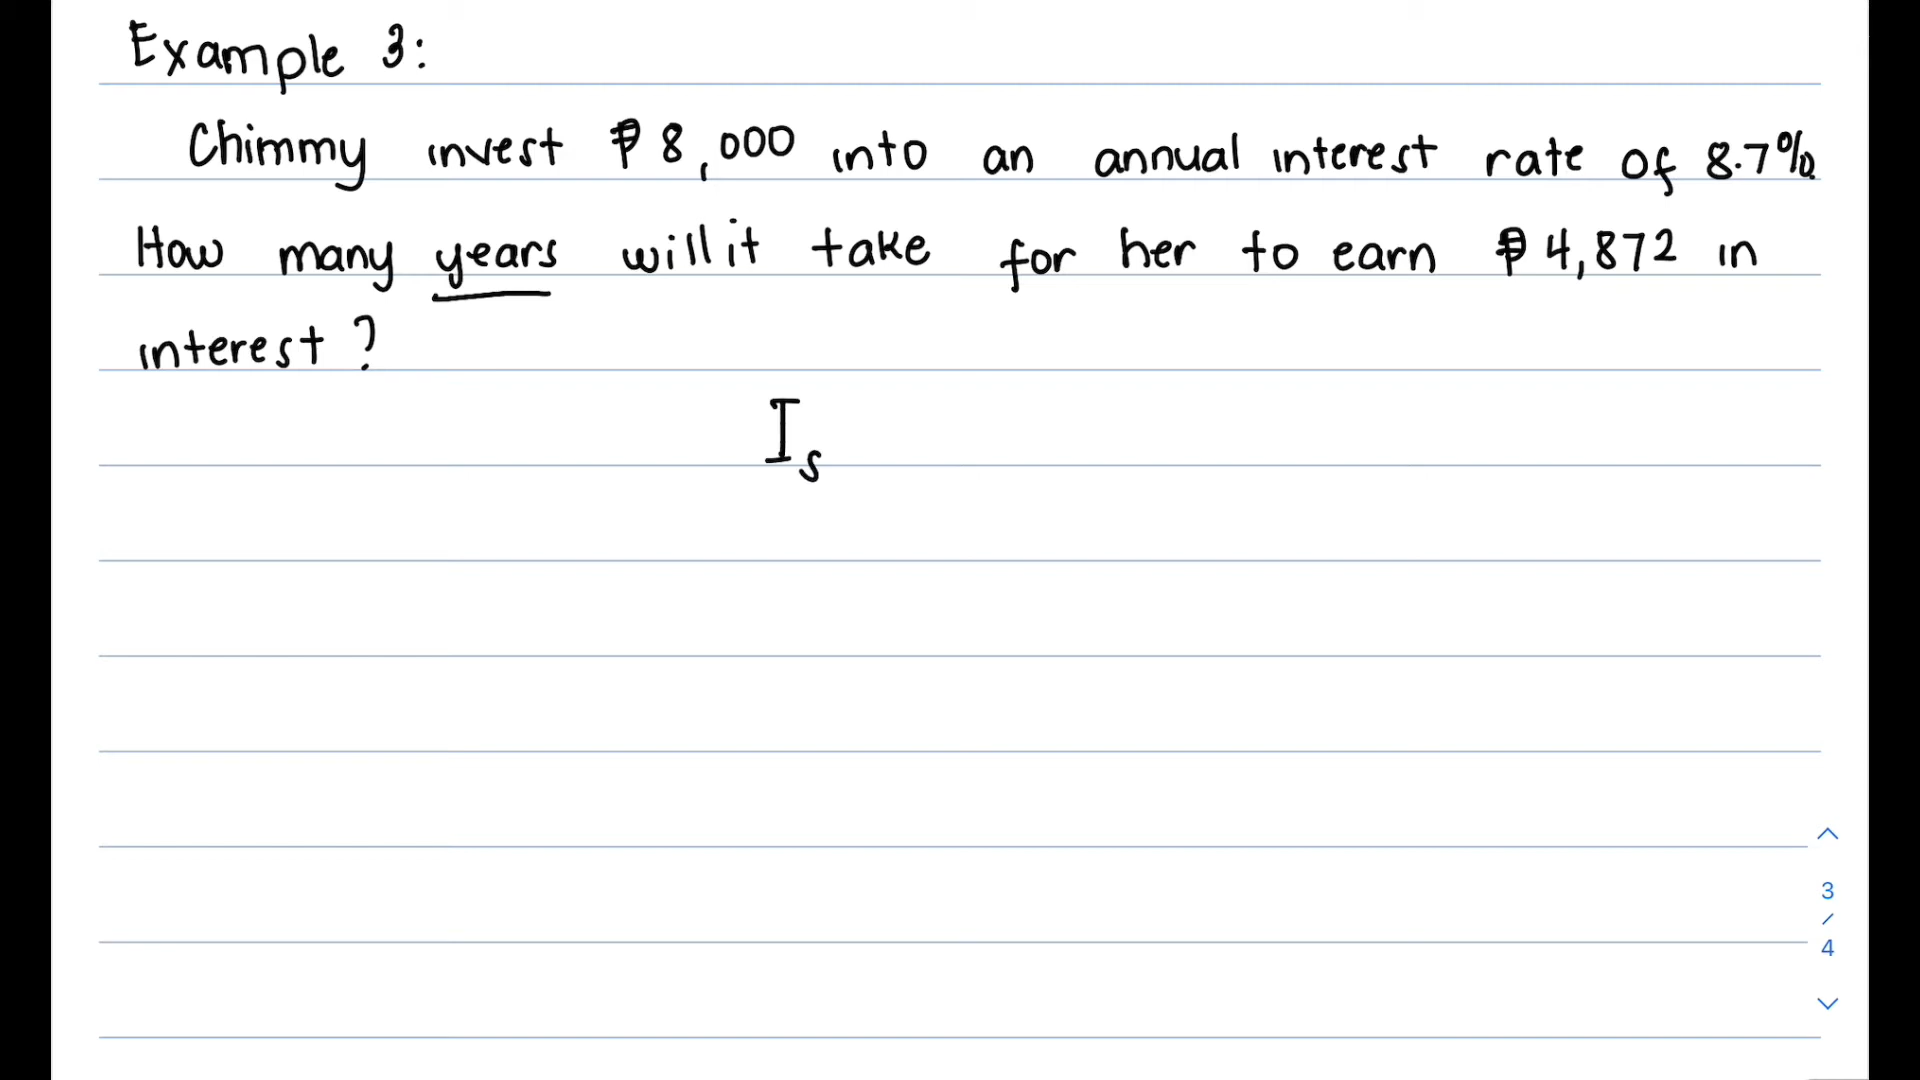 Example 3:
Chimmy invest ₱8,000 into an annual interest rate of 8.7%
How many years will it take for her to earn ₱4,872 in
interest?
Is
3
/
4